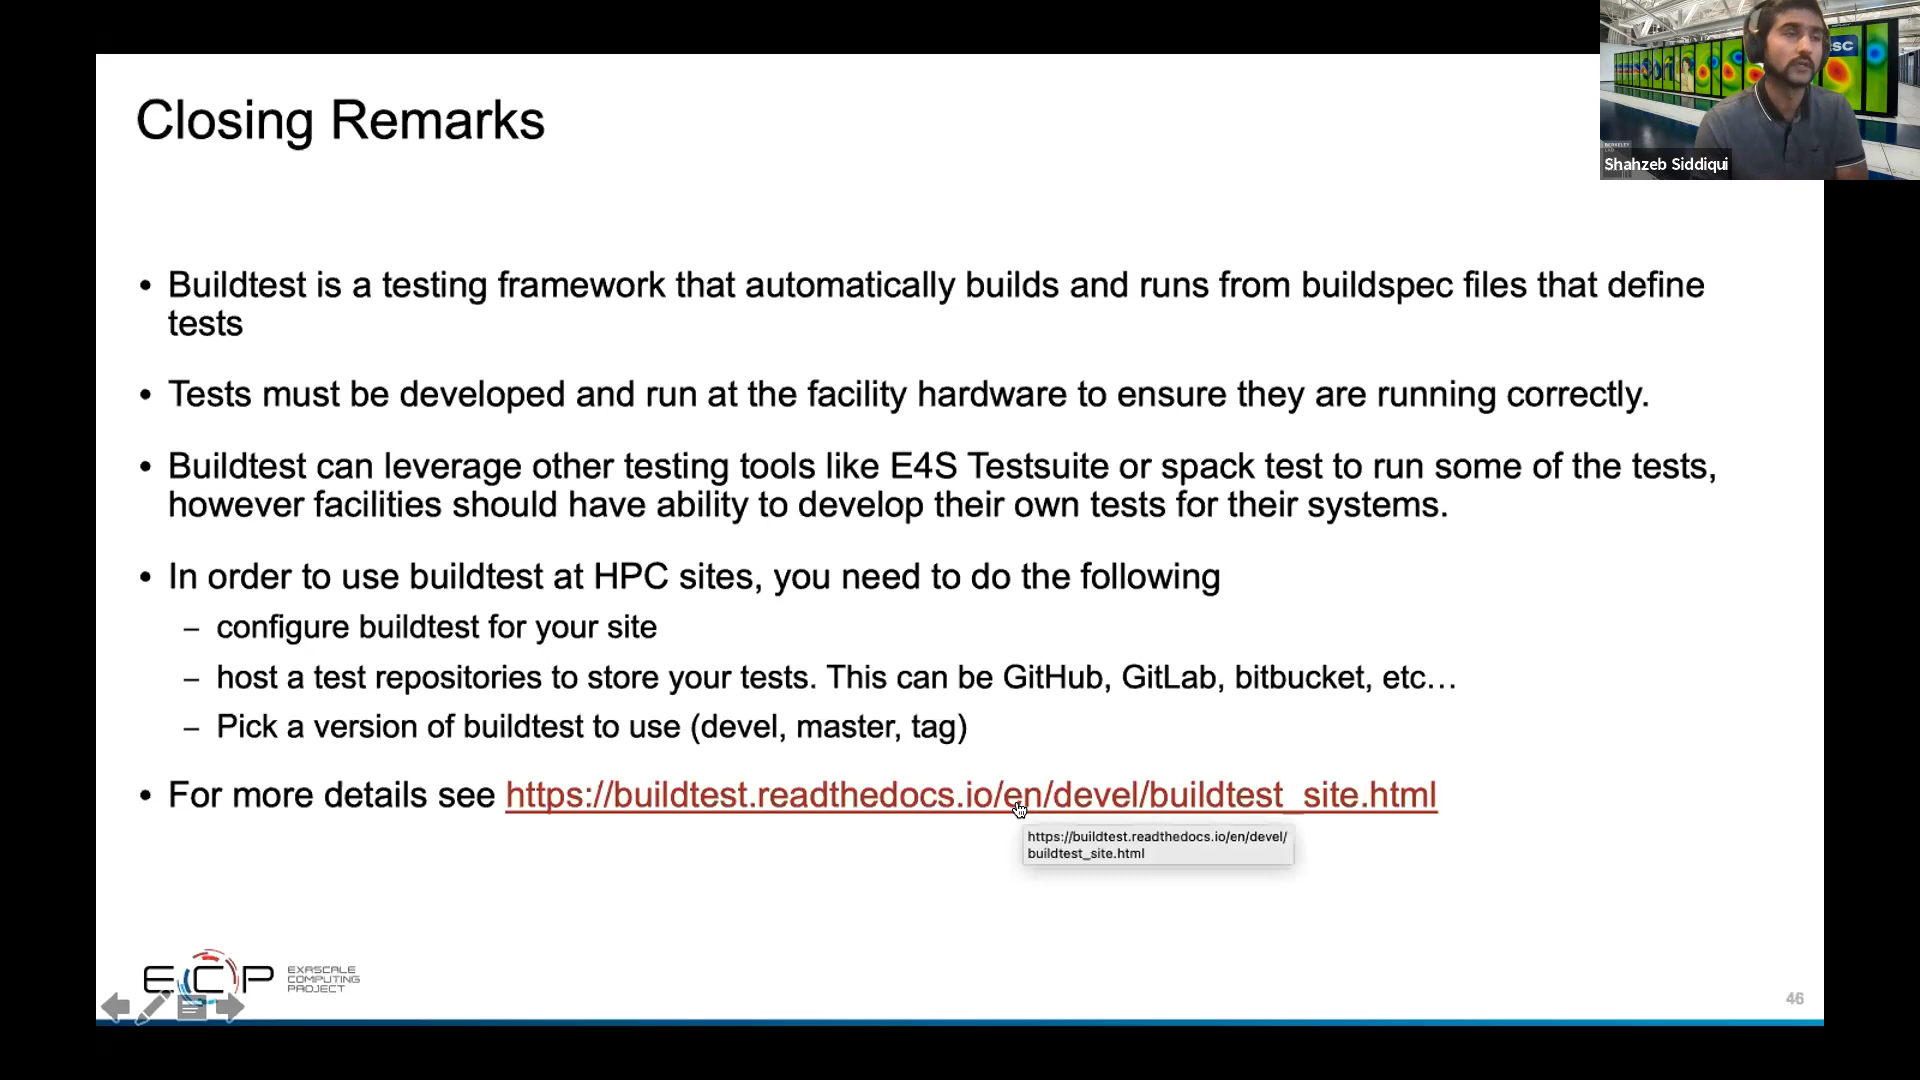 SC
BERKELEY
LAB
Shahzeb Siddiqui
Closing Remarks
• Buildtest is a testing framework that automatically builds and runs from buildspec files that define
tests
• Tests must be developed and run at the facility hardware to ensure they are running correctly.
• Buildtest can leverage other testing tools like E4S Testsuite or spack test to run some of the tests,
however facilities should have ability to develop their own tests for their systems.
• In order to use buildtest at HPC sites, you need to do the following
– configure buildtest for your site
– host a test repositories to store your tests. This can be GitHub, GitLab, bitbucket, etc…
– Pick a version of buildtest to use (devel, master, tag)
• For more details see https://buildtest.readthedocs.io/en/devel/buildtest_site.html
https://buildtest.readthedocs.io/en/devel/
buildtest_site.html
ECP
EXASCALE
COMPUTING
PROJECT
46